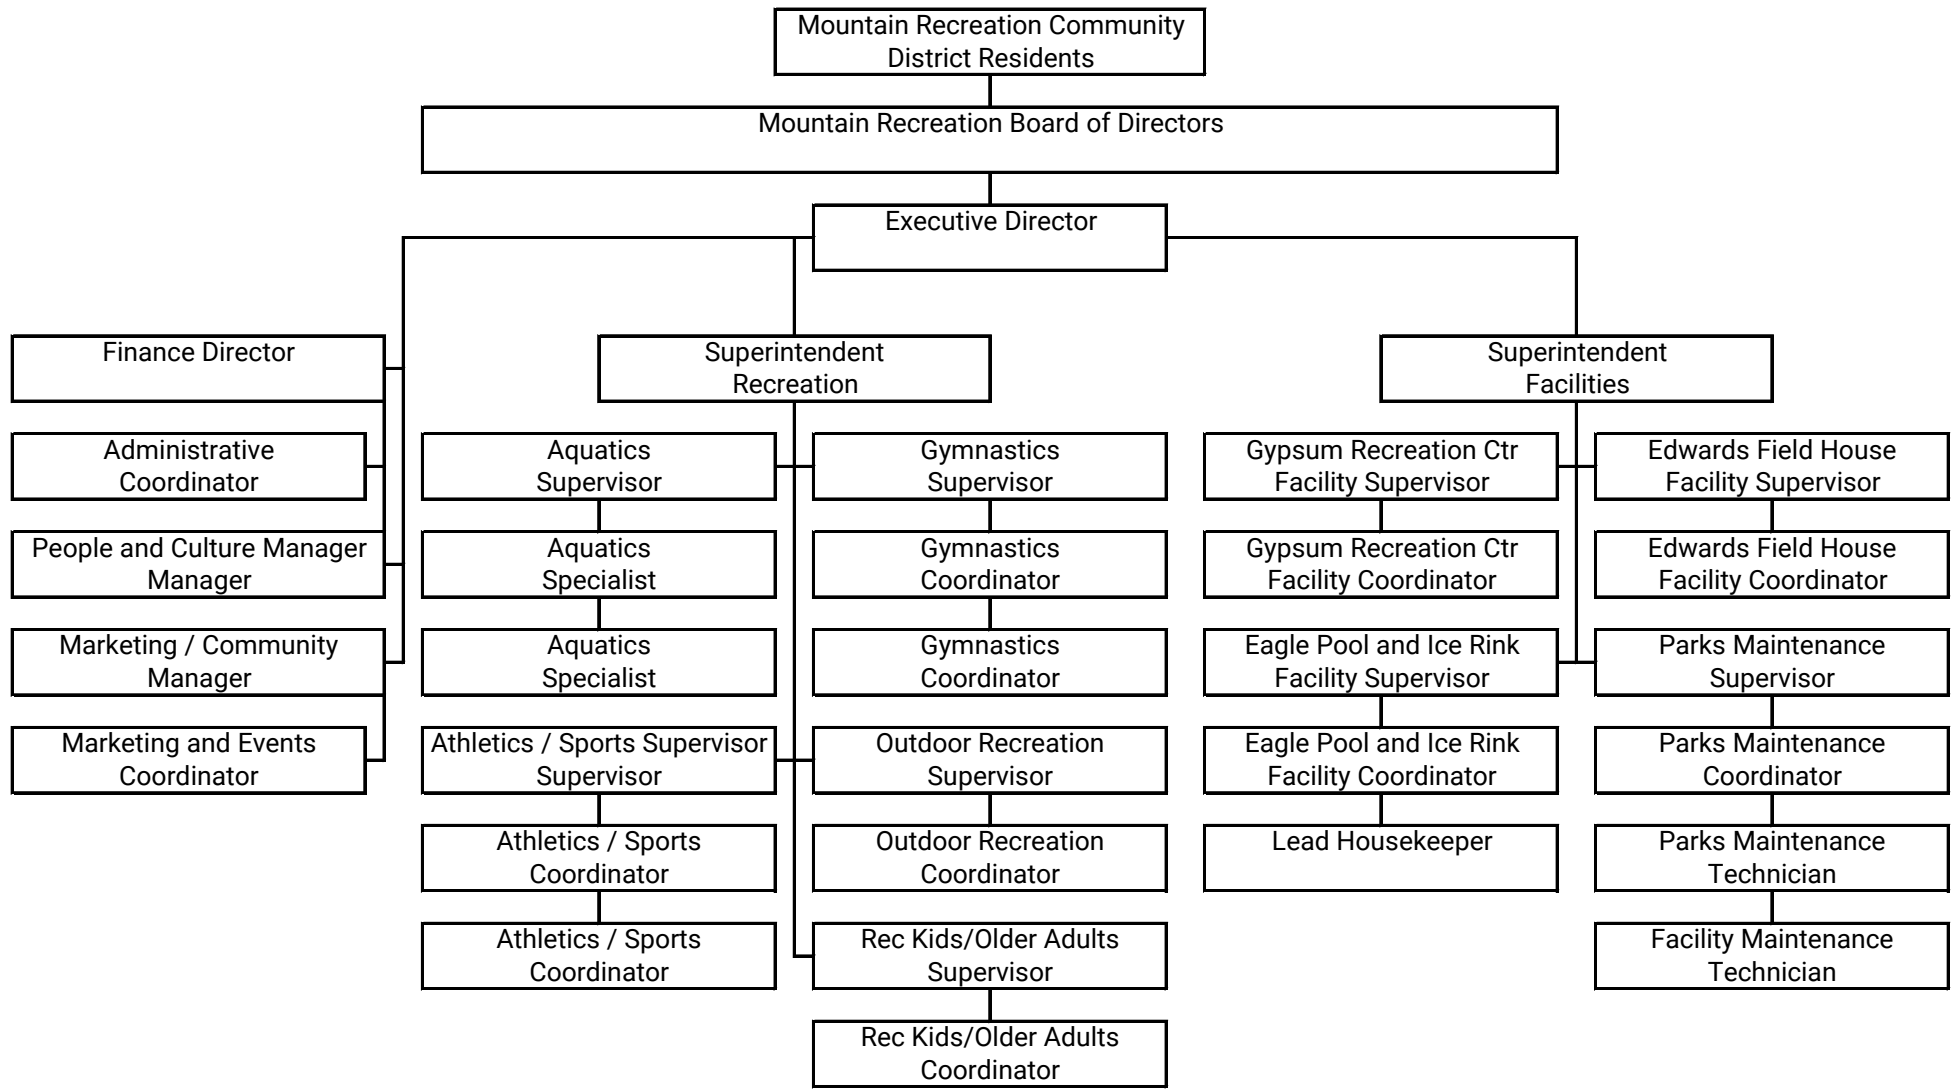 Mountain Recreation Community
District Residents
Mountain Recreation Board of Directors
Executive Director
Finance Director
Administrative
Coordinator
People and Culture Manager
Manager
Marketing / Community
Manager
Marketing and Events
Coordinator
Superintendent
Recreation
Aquatics
Supervisor
Aquatics
Specialist
Aquatics
Specialist
Athletics / Sports Supervisor
Supervisor
Athletics / Sports
Coordinator
Athletics / Sports
Coordinator
Gymnastics
Supervisor
Gymnastics
Coordinator
Gymnastics
Coordinator
Outdoor Recreation
Supervisor
Outdoor Recreation
Coordinator
Rec Kids/Older Adults
Supervisor
Rec Kids/Older Adults
Coordinator
Superintendent
Facilities
Gypsum Recreation Ctr
Facility Supervisor
Gypsum Recreation Ctr
Facility Coordinator
Eagle Pool and Ice Rink
Facility Supervisor
Eagle Pool and Ice Rink
Facility Coordinator
Lead Housekeeper
Edwards Field House
Facility Supervisor
Edwards Field House
Facility Coordinator
Parks Maintenance
Supervisor
Parks Maintenance
Coordinator
Parks Maintenance
Technician
Facility Maintenance
Technician